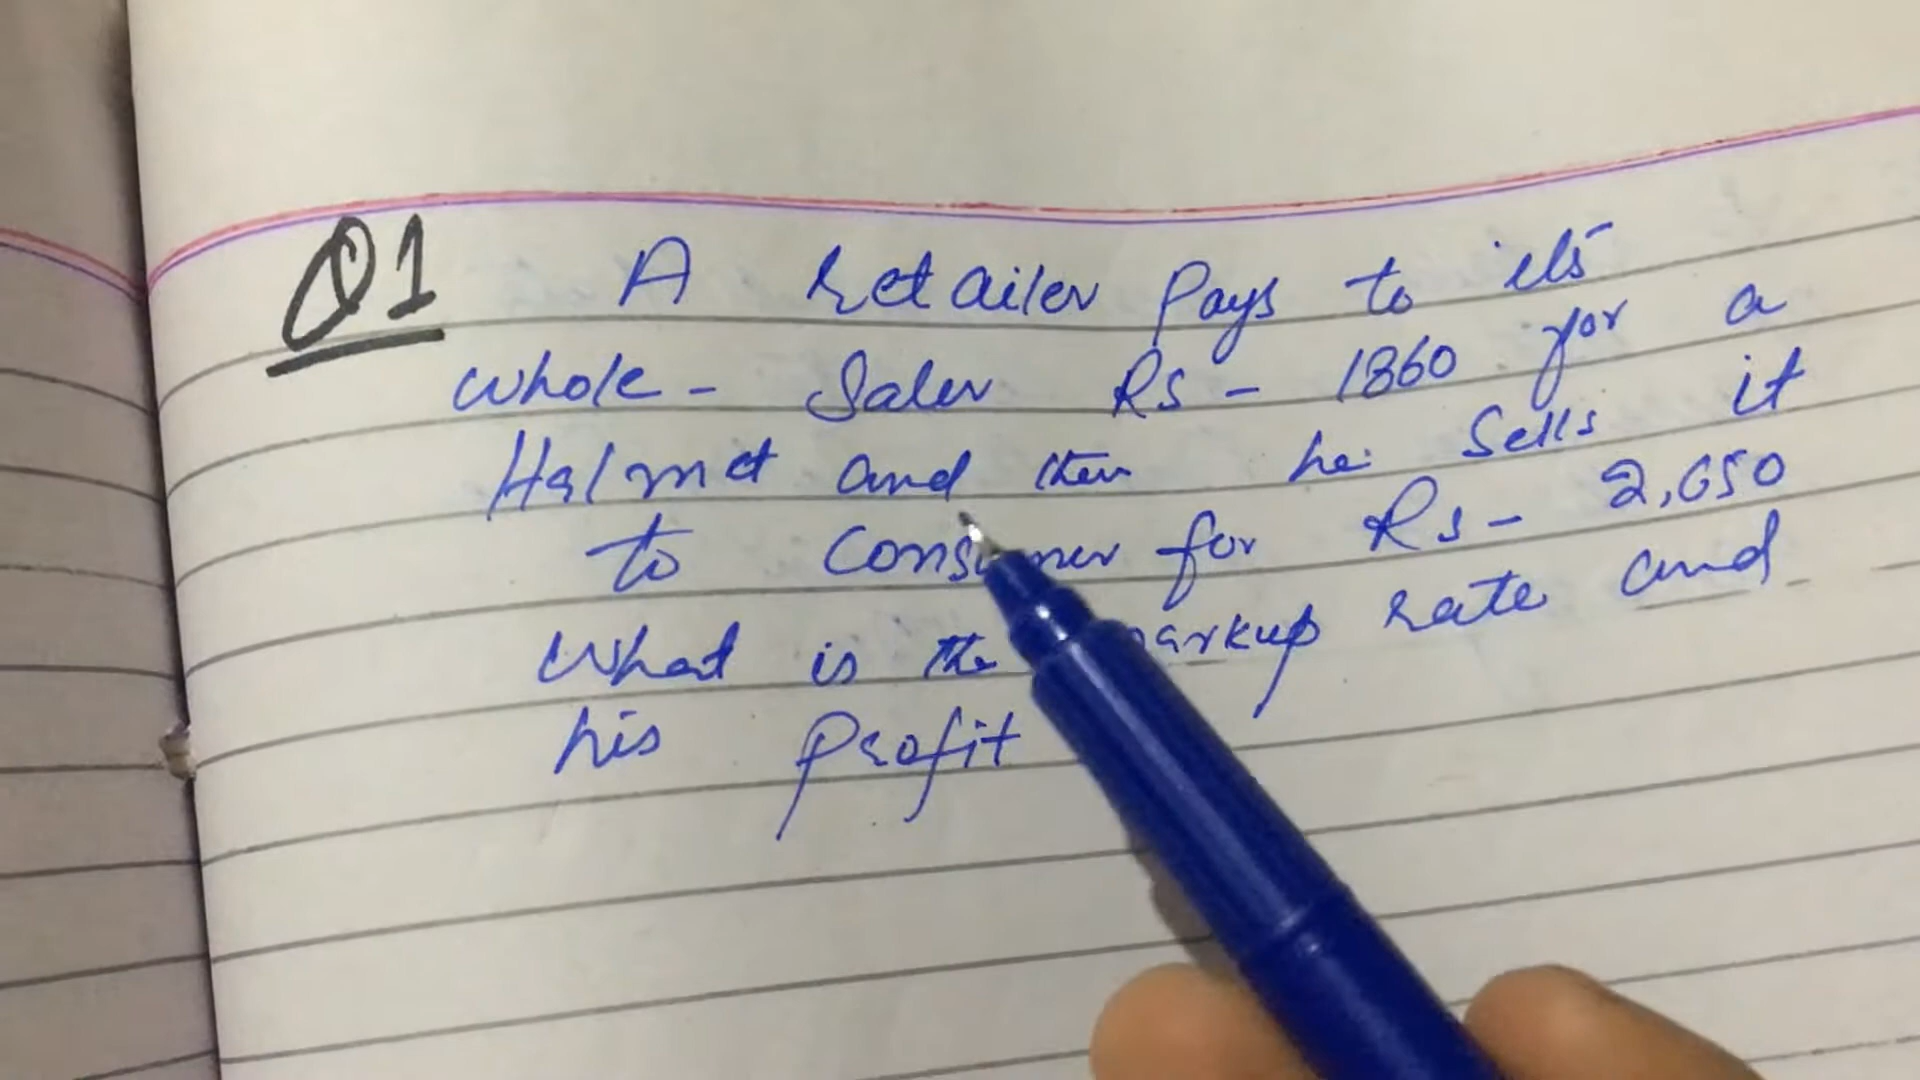 Q1 A retailer Pays to its
whole - Saler Rs - 1860 for a
Halmet and then he Sells it
to Consumer for Rs - 2,650
What is the markup rate and
his Profit